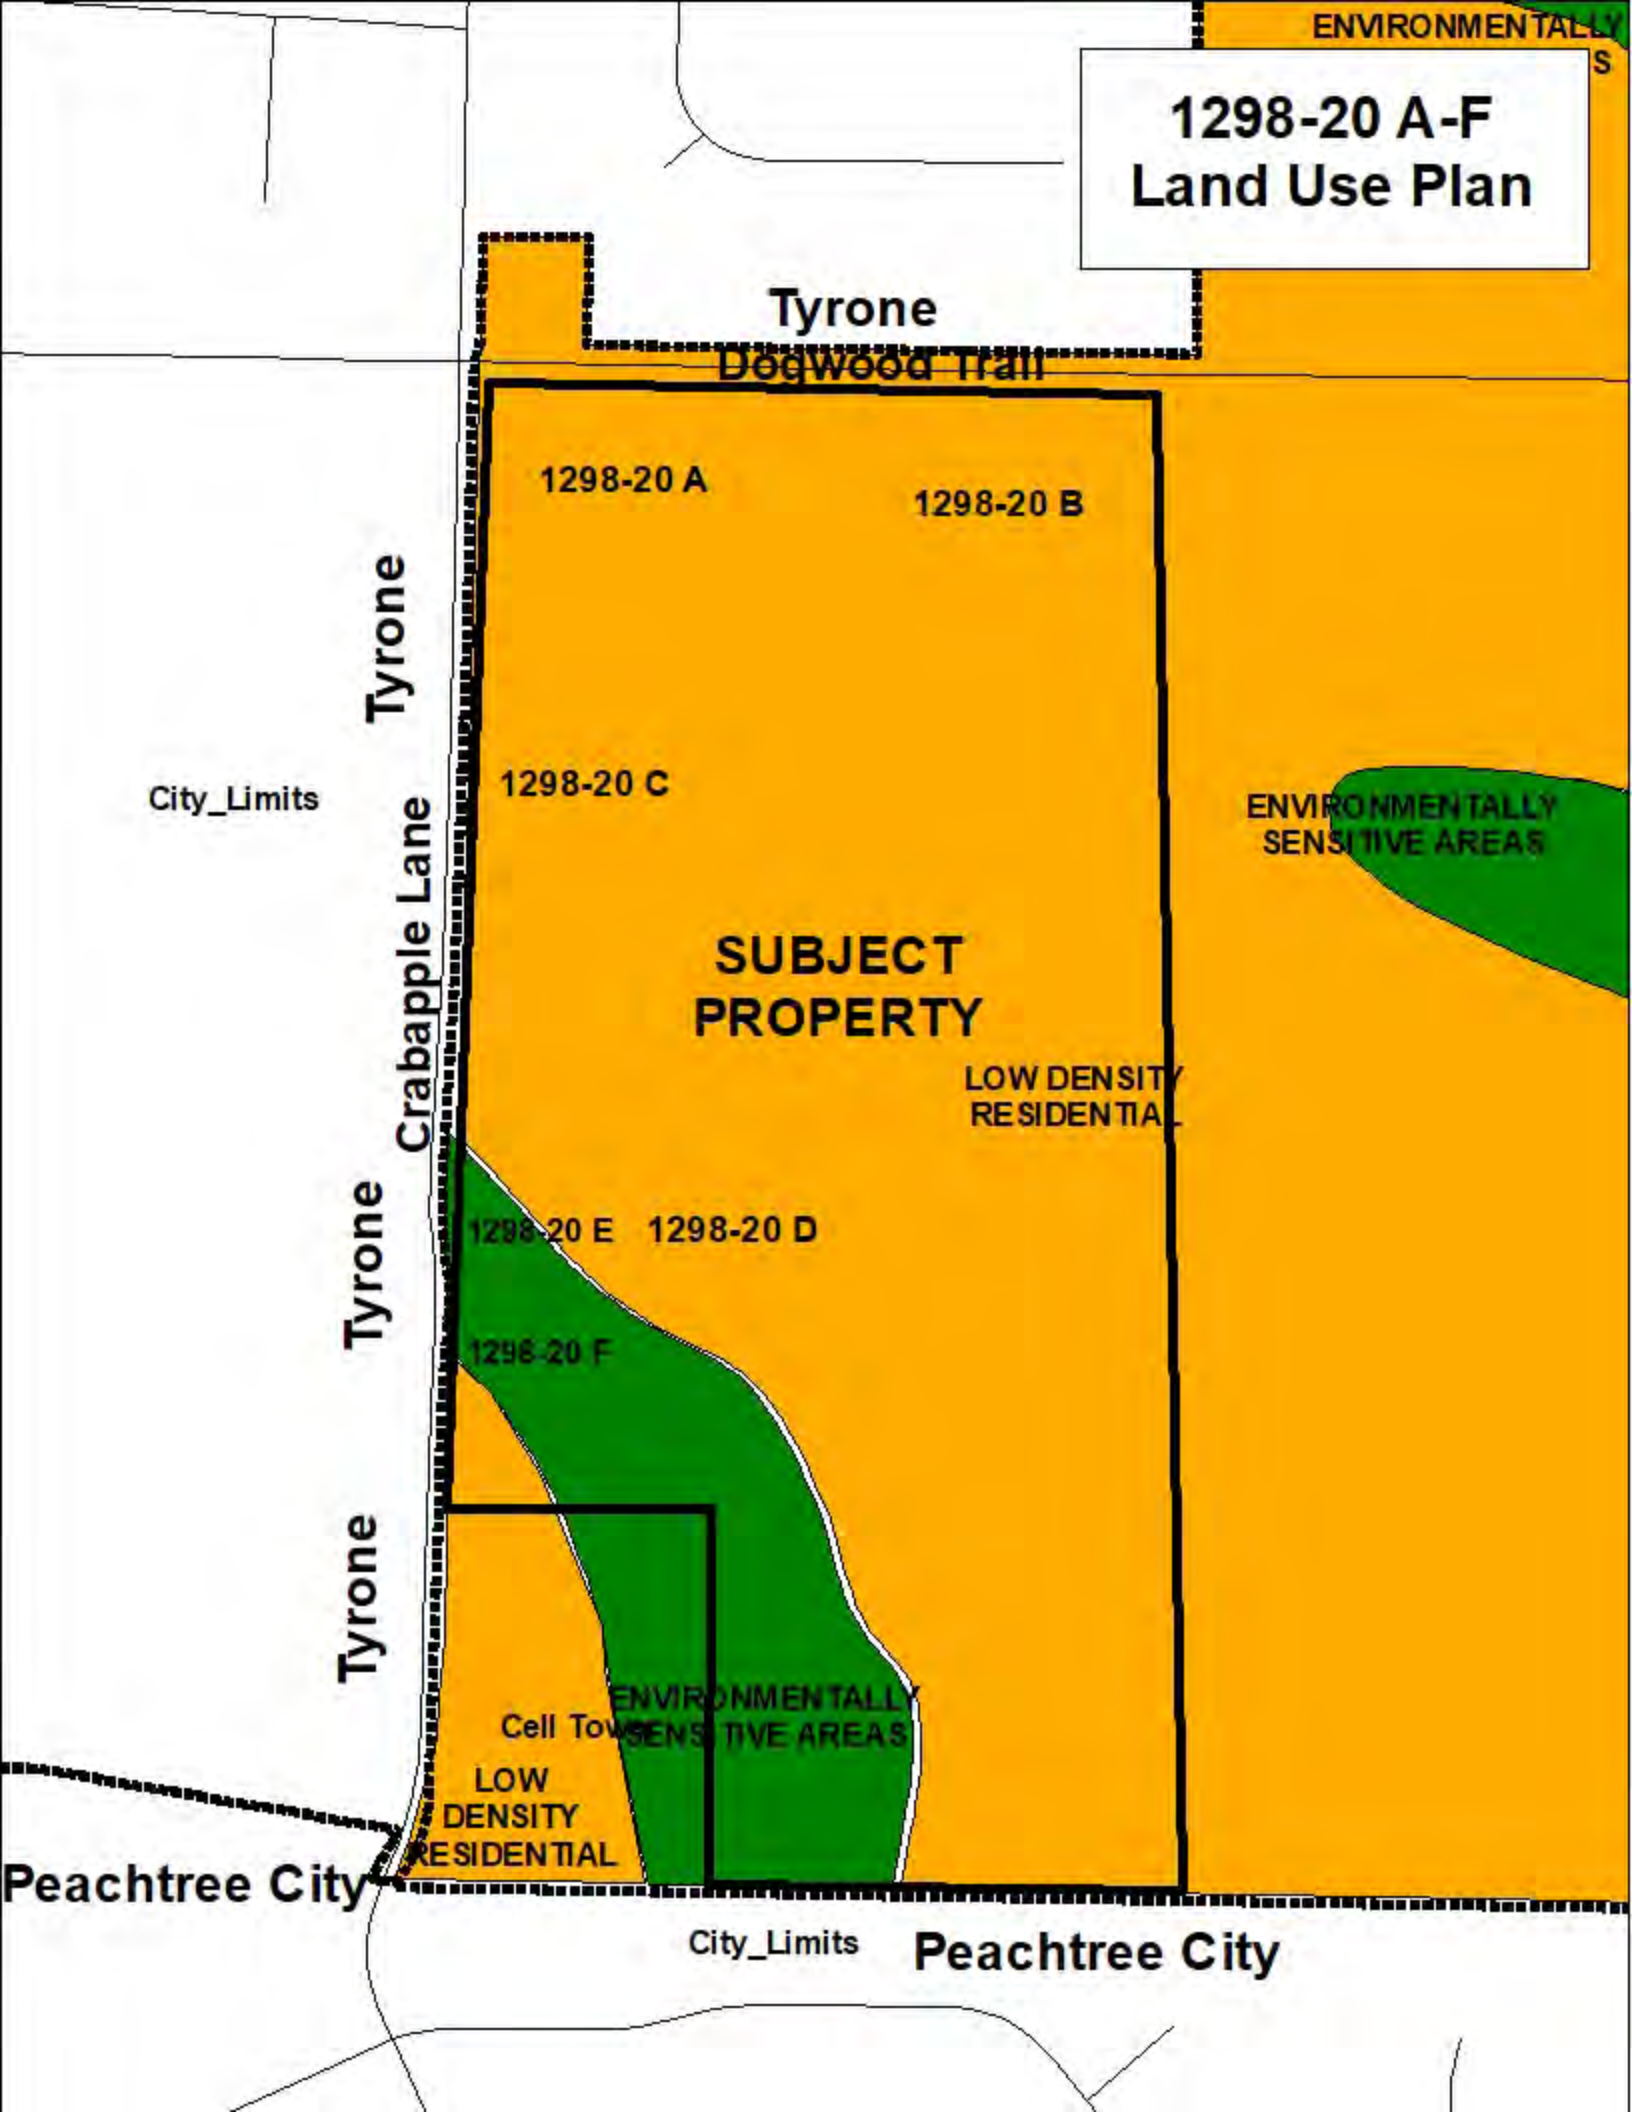 ENVIRONMENTALLY
S
1298-20 A-F
Land Use Plan
Tyrone
Dogwood Trail
1298-20 A
1298-20 B
Tyrone
1298-20 C
City_Limits
Crabapple Lane
ENVIRONMENTALLY
SENSITIVE AREAS
SUBJECT
PROPERTY
LOW DENSITY
RESIDENTIAL
Tyrone
1298-20 E
1298-20 D
1298-20 F
Tyrone
ENVIRONMENTALLY
SENSITIVE AREAS
Cell Tower
LOW
DENSITY
RESIDENTIAL
Peachtree City
City_Limits
Peachtree City